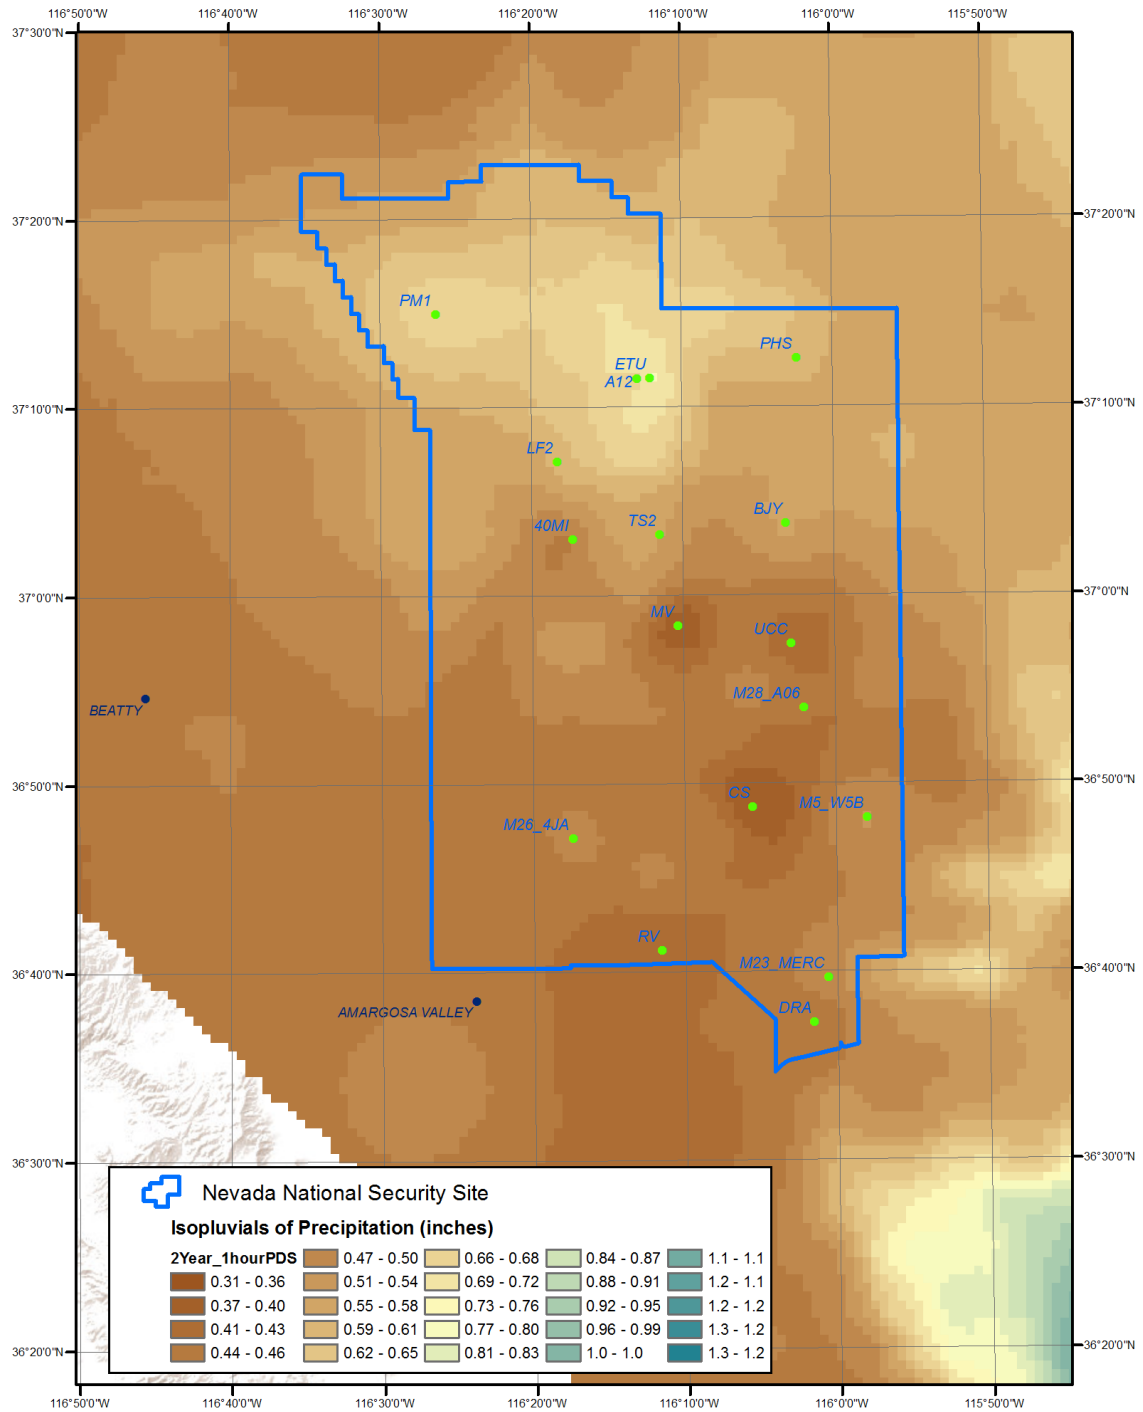 116°50'0"W 116°40'0"W 116°30'0"W 116°20'0"W 116°10'0"W 116°0'0"W 115°50'0"W
37°30'0"N
37°20'0"N 37°20'0"N
PM1
PHS
ETU
A12
37°10'0"N 37°10'0"N
LF2
BJY
TS2
40MI
37°0'0"N 37°0'0"N
MV
UCC
M28_A06
BEATTY
36°50'0"N 36°50'0"N
CS
M5_W5B
M26_4JA
RV
M23_MERC
36°40'0"N 36°40'0"N
DRA
AMARGOSA VALLEY
36°30'0"N 36°30'0"N
Nevada National Security Site
Isopluvials of Precipitation (inches)
2Year_1hourPDS 0.47 - 0.50 0.66 - 0.68 0.84 - 0.87 1.1 - 1.1
0.31 - 0.36 0.51 - 0.54 0.69 - 0.72 0.88 - 0.91 1.2 - 1.1
0.37 - 0.40 0.55 - 0.58 0.73 - 0.76 0.92 - 0.95 1.2 - 1.2
0.41 - 0.43 0.59 - 0.61 0.77 - 0.80 0.96 - 0.99 1.3 - 1.2
0.44 - 0.46 0.62 - 0.65 0.81 - 0.83 1.0 - 1.0 1.3 - 1.2
36°20'0"N 36°20'0"N
116°50'0"W 116°40'0"W 116°30'0"W 116°20'0"W 116°10'0"W 116°0'0"W 115°50'0"W